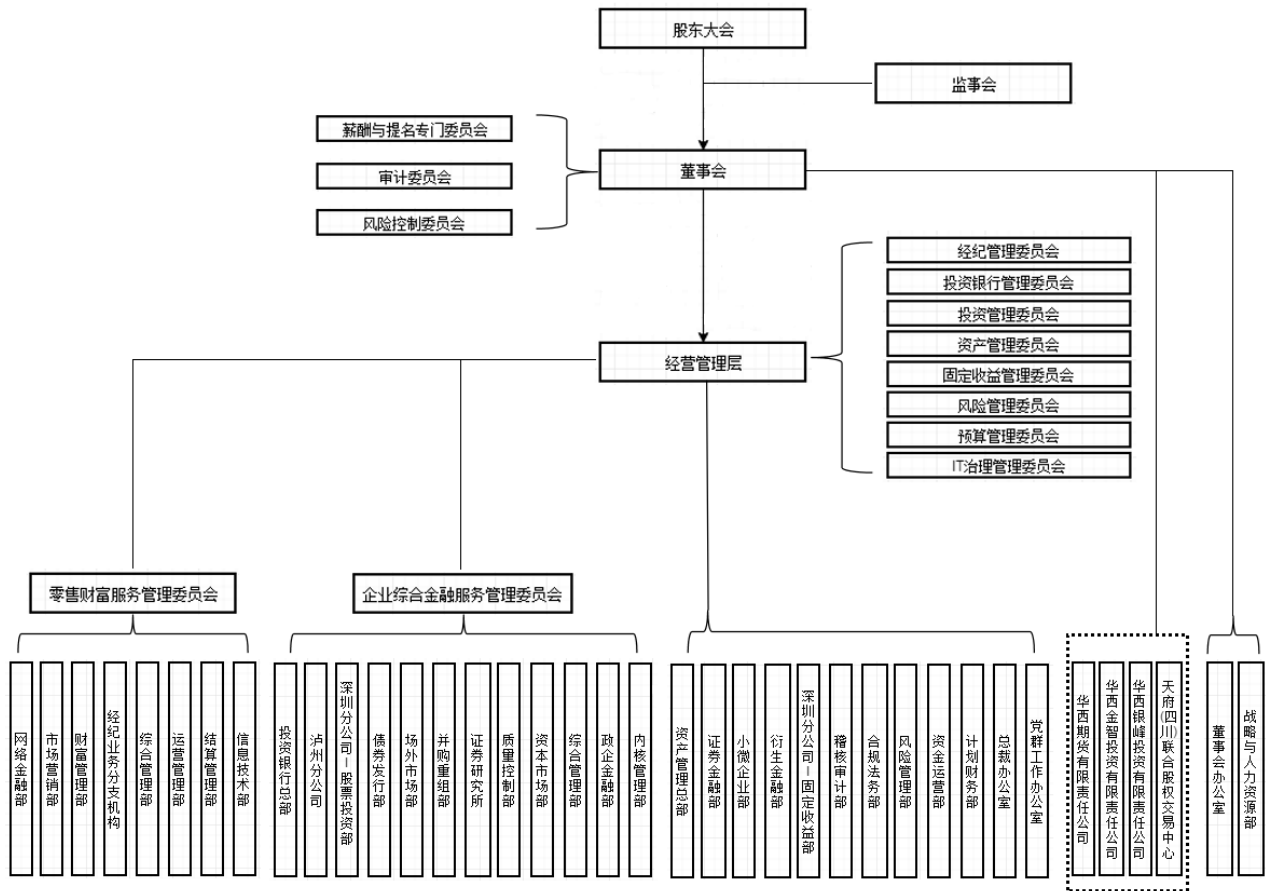 股东大会
监事会
薪酬与提名专门委员会
审计委员会
风险控制委员会
董事会
经纪管理委员会
投资银行管理委员会
投资管理委员会
资产管理委员会
固定收益管理委员会
风险管理委员会
预算管理委员会
IT治理管理委员会
经营管理层
零售财富服务管理委员会
企业综合金融服务管理委员会
网络金融部
市场营销部
财富管理部
经纪业务分支机构
综合管理部
运营管理部
结算管理部
信息技术部
投资银行总部
泸州分公司
深圳分公司－股票投资部
债券发行部
场外市场部
并购重组部
证券研究所
质量控制部
资本市场部
综合管理部
政企金融部
内核管理部
资产管理总部
证券金融部
小微企业部
衍生金融部
深圳分公司－固定收益部
稽核审计部
合规法务部
风险管理部
资金运营部
计划财务部
总裁办公室
党群工作办公室
华西期货有限责任公司
华西金智投资有限责任公司
华西银峰投资有限责任公司
天府(四川)联合股权交易中心
董事会办公室
战略与人力资源部